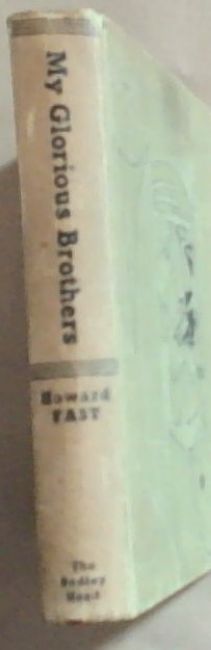 My Glorious Brothers
Howard
FAST
The
Bodley
Head